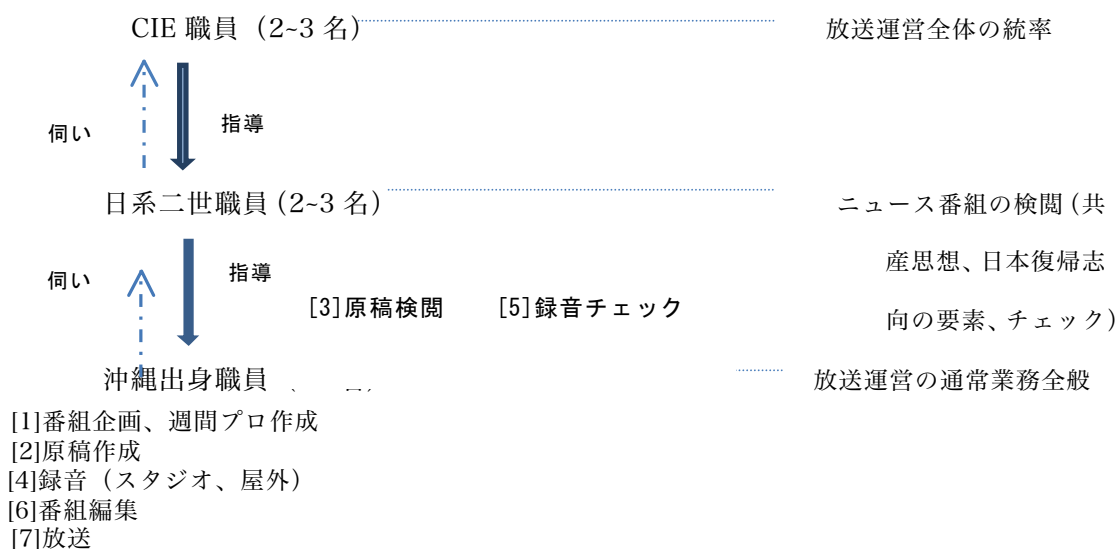 CIE 職員（2~3 名）
放送運営全体の統率
伺い
指導
日系二世職員（2~3 名）
ニュース番組の検閲（共
産思想、日本復帰志
向の要素、チェック）
伺い
指導
[3]原稿検閲 [5]録音チェック
沖縄出身職員
放送運営の通常業務全般
[1]番組企画、週間プロ作成
[2]原稿作成
[4]録音（スタジオ、屋外）
[6]番組編集
[7]放送